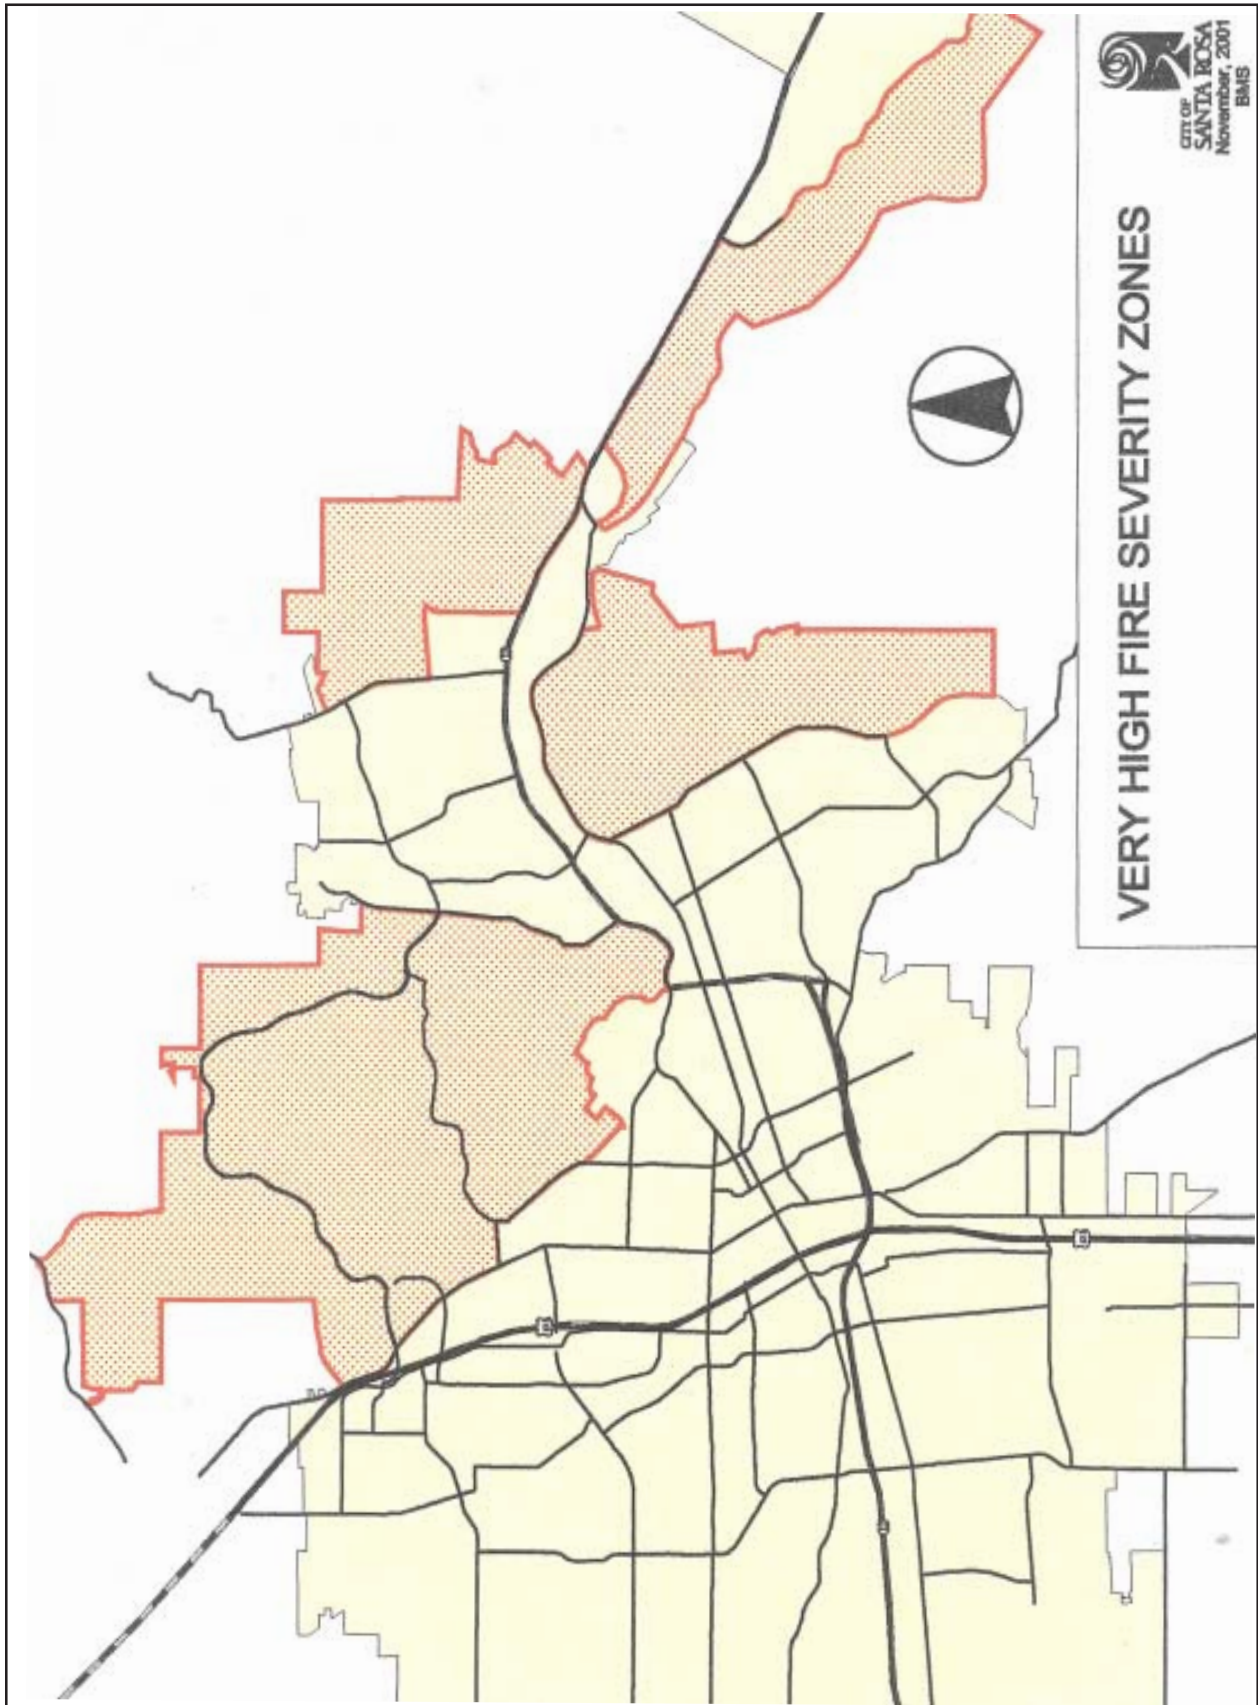 CITY OF
SANTA ROSA
November, 2001
BMS
VERY HIGH FIRE SEVERITY ZONES